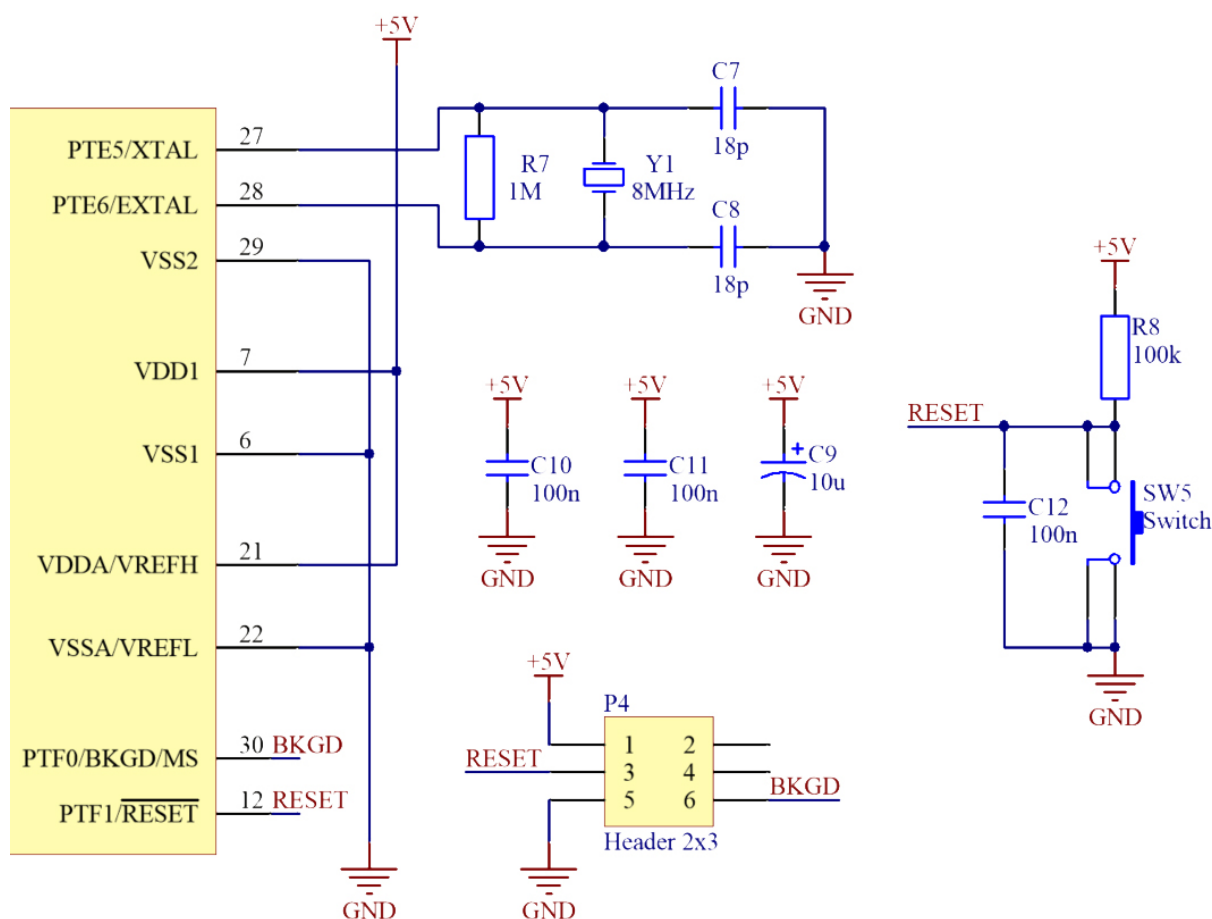 +5V
PTE5/XTAL 27
PTE6/EXTAL 28
VSS2 29
VDD1 7
VSS1 6
VDDA/VREFH 21
VSSA/VREFL 22
PTF0/BKGD/MS 30 BKGD
PTF1/RESET 12 RESET
GND
R7
1M
Y1
8MHz
C7
18p
C8
18p
GND
+5V
C10
100n
GND
+5V
C11
100n
GND
+5V
+
C9
10u
GND
+5V
P4
1 2
RESET 3 4
5 6 BKGD
Header 2x3
GND
+5V
R8
100k
RESET
C12
100n
SW5
Switch
GND